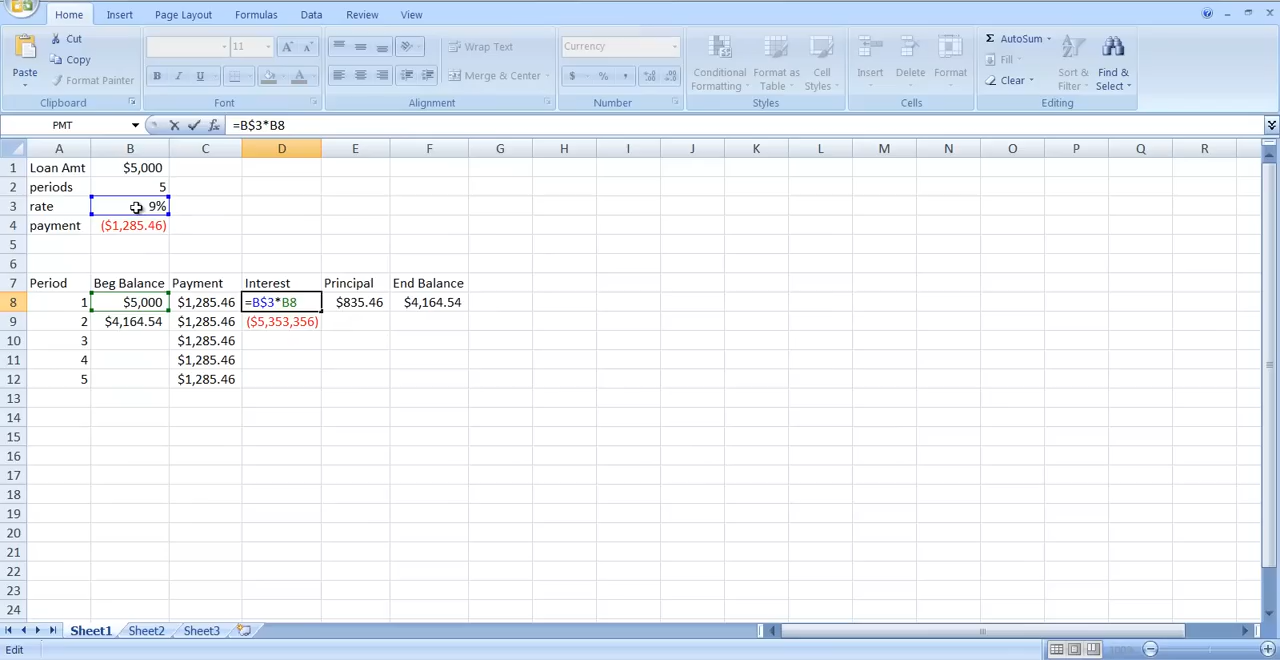 Home Insert Page Layout Formulas Data Review View
Cut
Copy
Format Painter
Paste
Clipboard
11
B I U
Font
Wrap Text
Merge & Center
Alignment
Currency
$ % ,
Number
Conditional Formatting
Format as Table
Cell Styles
Styles
Insert Delete Format
Cells
AutoSum
Fill
Clear
Sort & Filter
Find & Select
Editing
PMT fx =B$3*B8
A B C D E F G H I J K L M N O P Q R
1 Loan Amt $5,000
2 periods 5
3 rate 9%
4 payment ($1,285.46)
5
6
7 Period Beg Balance Payment Interest Principal End Balance
8 1 $5,000 $1,285.46 =B$3*B8 $835.46 $4,164.54
9 2 $4,164.54 $1,285.46 ($5,353,356)
10 3 $1,285.46
11 4 $1,285.46
12 5 $1,285.46
13
14
15
16
17
18
19
20
21
22
23
24
Sheet1 Sheet2 Sheet3
Edit 100%